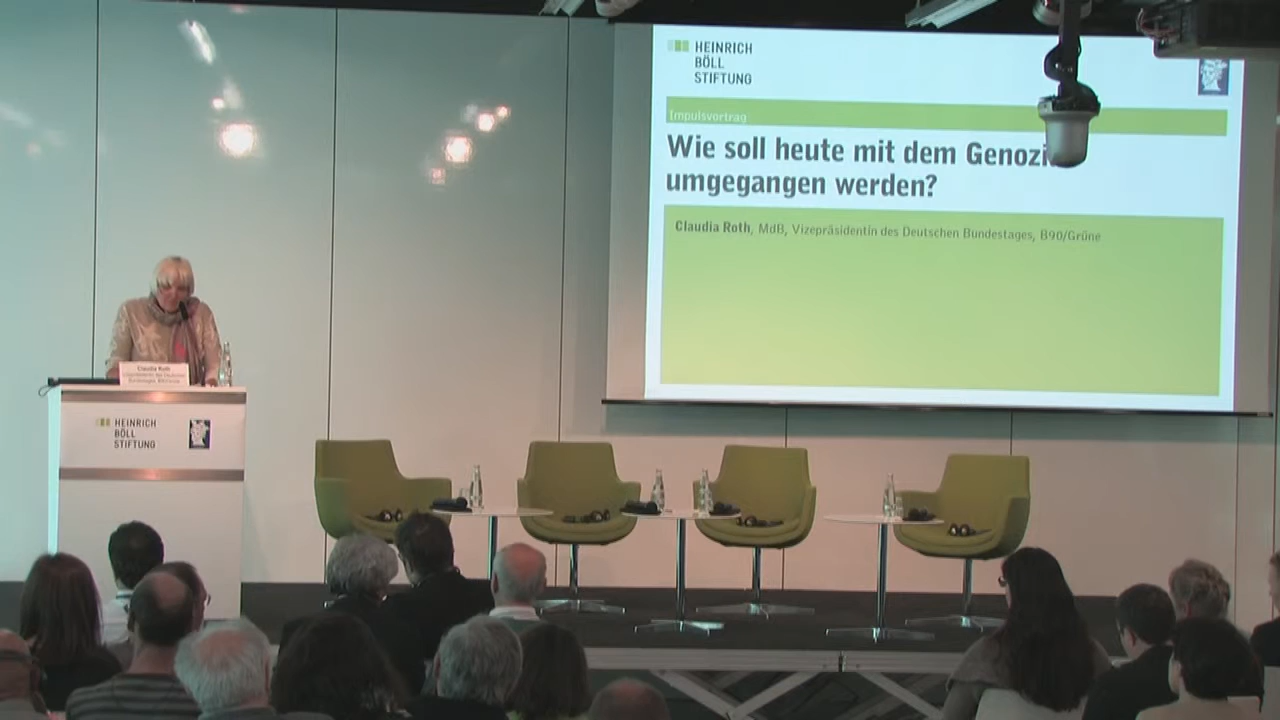 HEINRICH
BÖLL
STIFTUNG
Impulsvortrag
Wie soll heute mit dem Genozi
umgegangen werden?
Claudia Roth, MdB, Vizepräsidentin des Deutschen Bundestages, B90/Grüne
Claudia Roth
HEINRICH
BÖLL
STIFTUNG